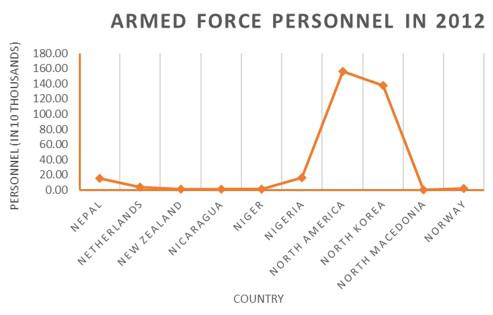 ARMED FORCE PERSONNEL IN 2012
PERSONNEL (IN 10 THOUSANDS)
180.00
160.00
140.00
120.00
100.00
80.00
60.00
40.00
20.00
0.00
NEPAL
NETHERLANDS
NEW ZEALAND
NICARAGUA
NIGER
NIGERIA
NORTH AMERICA
NORTH KOREA
NORTH MACEDONIA
NORWAY
COUNTRY